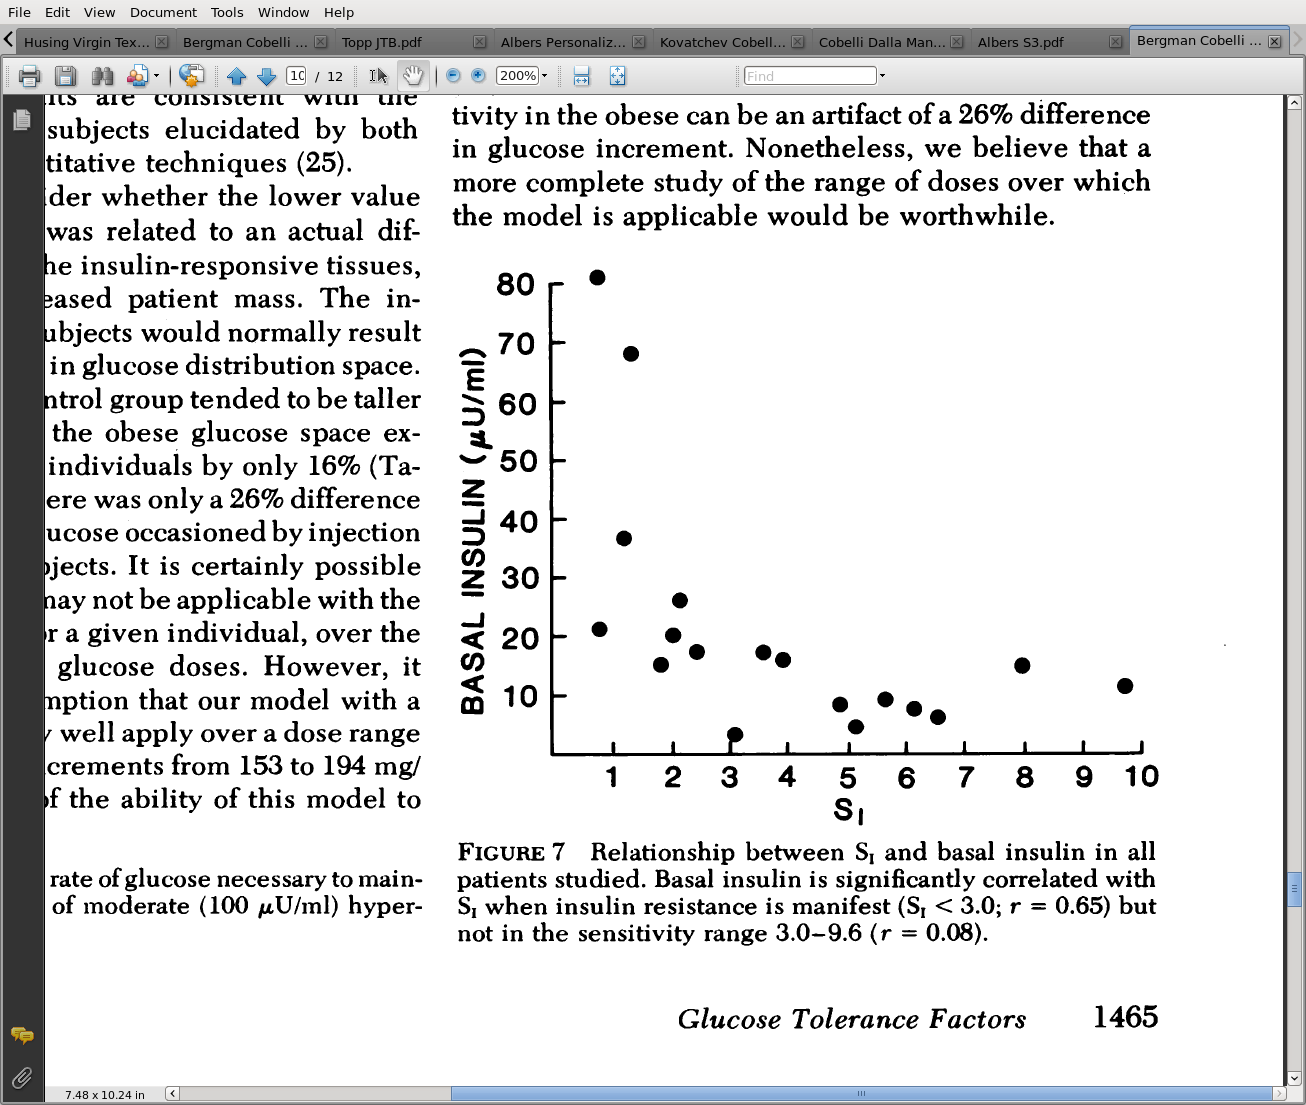 File Edit View Document Tools Window Help
Husing Virgin Tex... Bergman Cobelli ... Topp JTB.pdf Albers Personaliz... Kovatchev Cobell... Cobelli Dalla Man... Albers S3.pdf Bergman Cobelli ...
10 / 12 200% Find
are consistent with the
subjects elucidated by both
titative techniques (25).
der whether the lower value
was related to an actual dif-
he insulin-responsive tissues,
eased patient mass. The in-
ubjects would normally result
in glucose distribution space.
ntrol group tended to be taller
the obese glucose space ex-
individuals by only 16% (Ta-
ere was only a 26% difference
ucose occasioned by injection
jects. It is certainly possible
may not be applicable with the
r a given individual, over the
glucose doses. However, it
mption that our model with a
well apply over a dose range
crements from 153 to 194 mg/
f the ability of this model to
rate of glucose necessary to main-
of moderate (100 μU/ml) hyper-
tivity in the obese can be an artifact of a 26% difference
in glucose increment. Nonetheless, we believe that a
more complete study of the range of doses over which
the model is applicable would be worthwhile.
BASAL INSULIN (μU/ml)
80
70
60
50
40
30
20
10
1 2 3 4 5 6 7 8 9 10
SI
FIGURE 7 Relationship between SI and basal insulin in all
patients studied. Basal insulin is significantly correlated with
SI when insulin resistance is manifest (SI < 3.0; r = 0.65) but
not in the sensitivity range 3.0–9.6 (r = 0.08).
Glucose Tolerance Factors 1465
7.48 x 10.24 in